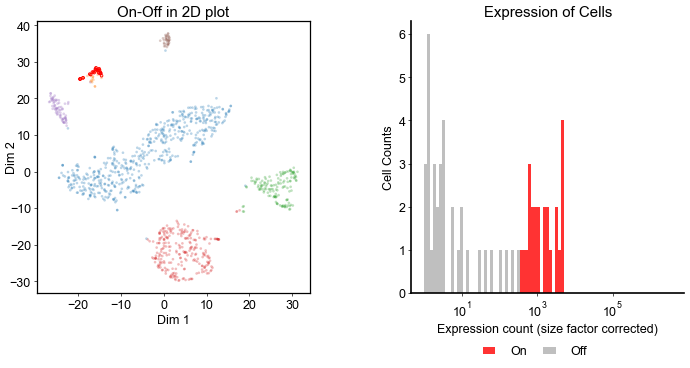 On-Off in 2D plot
Expression of Cells
40
30
20
10
0
−10
−20
−30
Dim 2
−20 −10 0 10 20 30
Dim 1
6
5
4
3
2
1
0
Cell Counts
10^1 10^3 10^5
Expression count (size factor corrected)
On Off